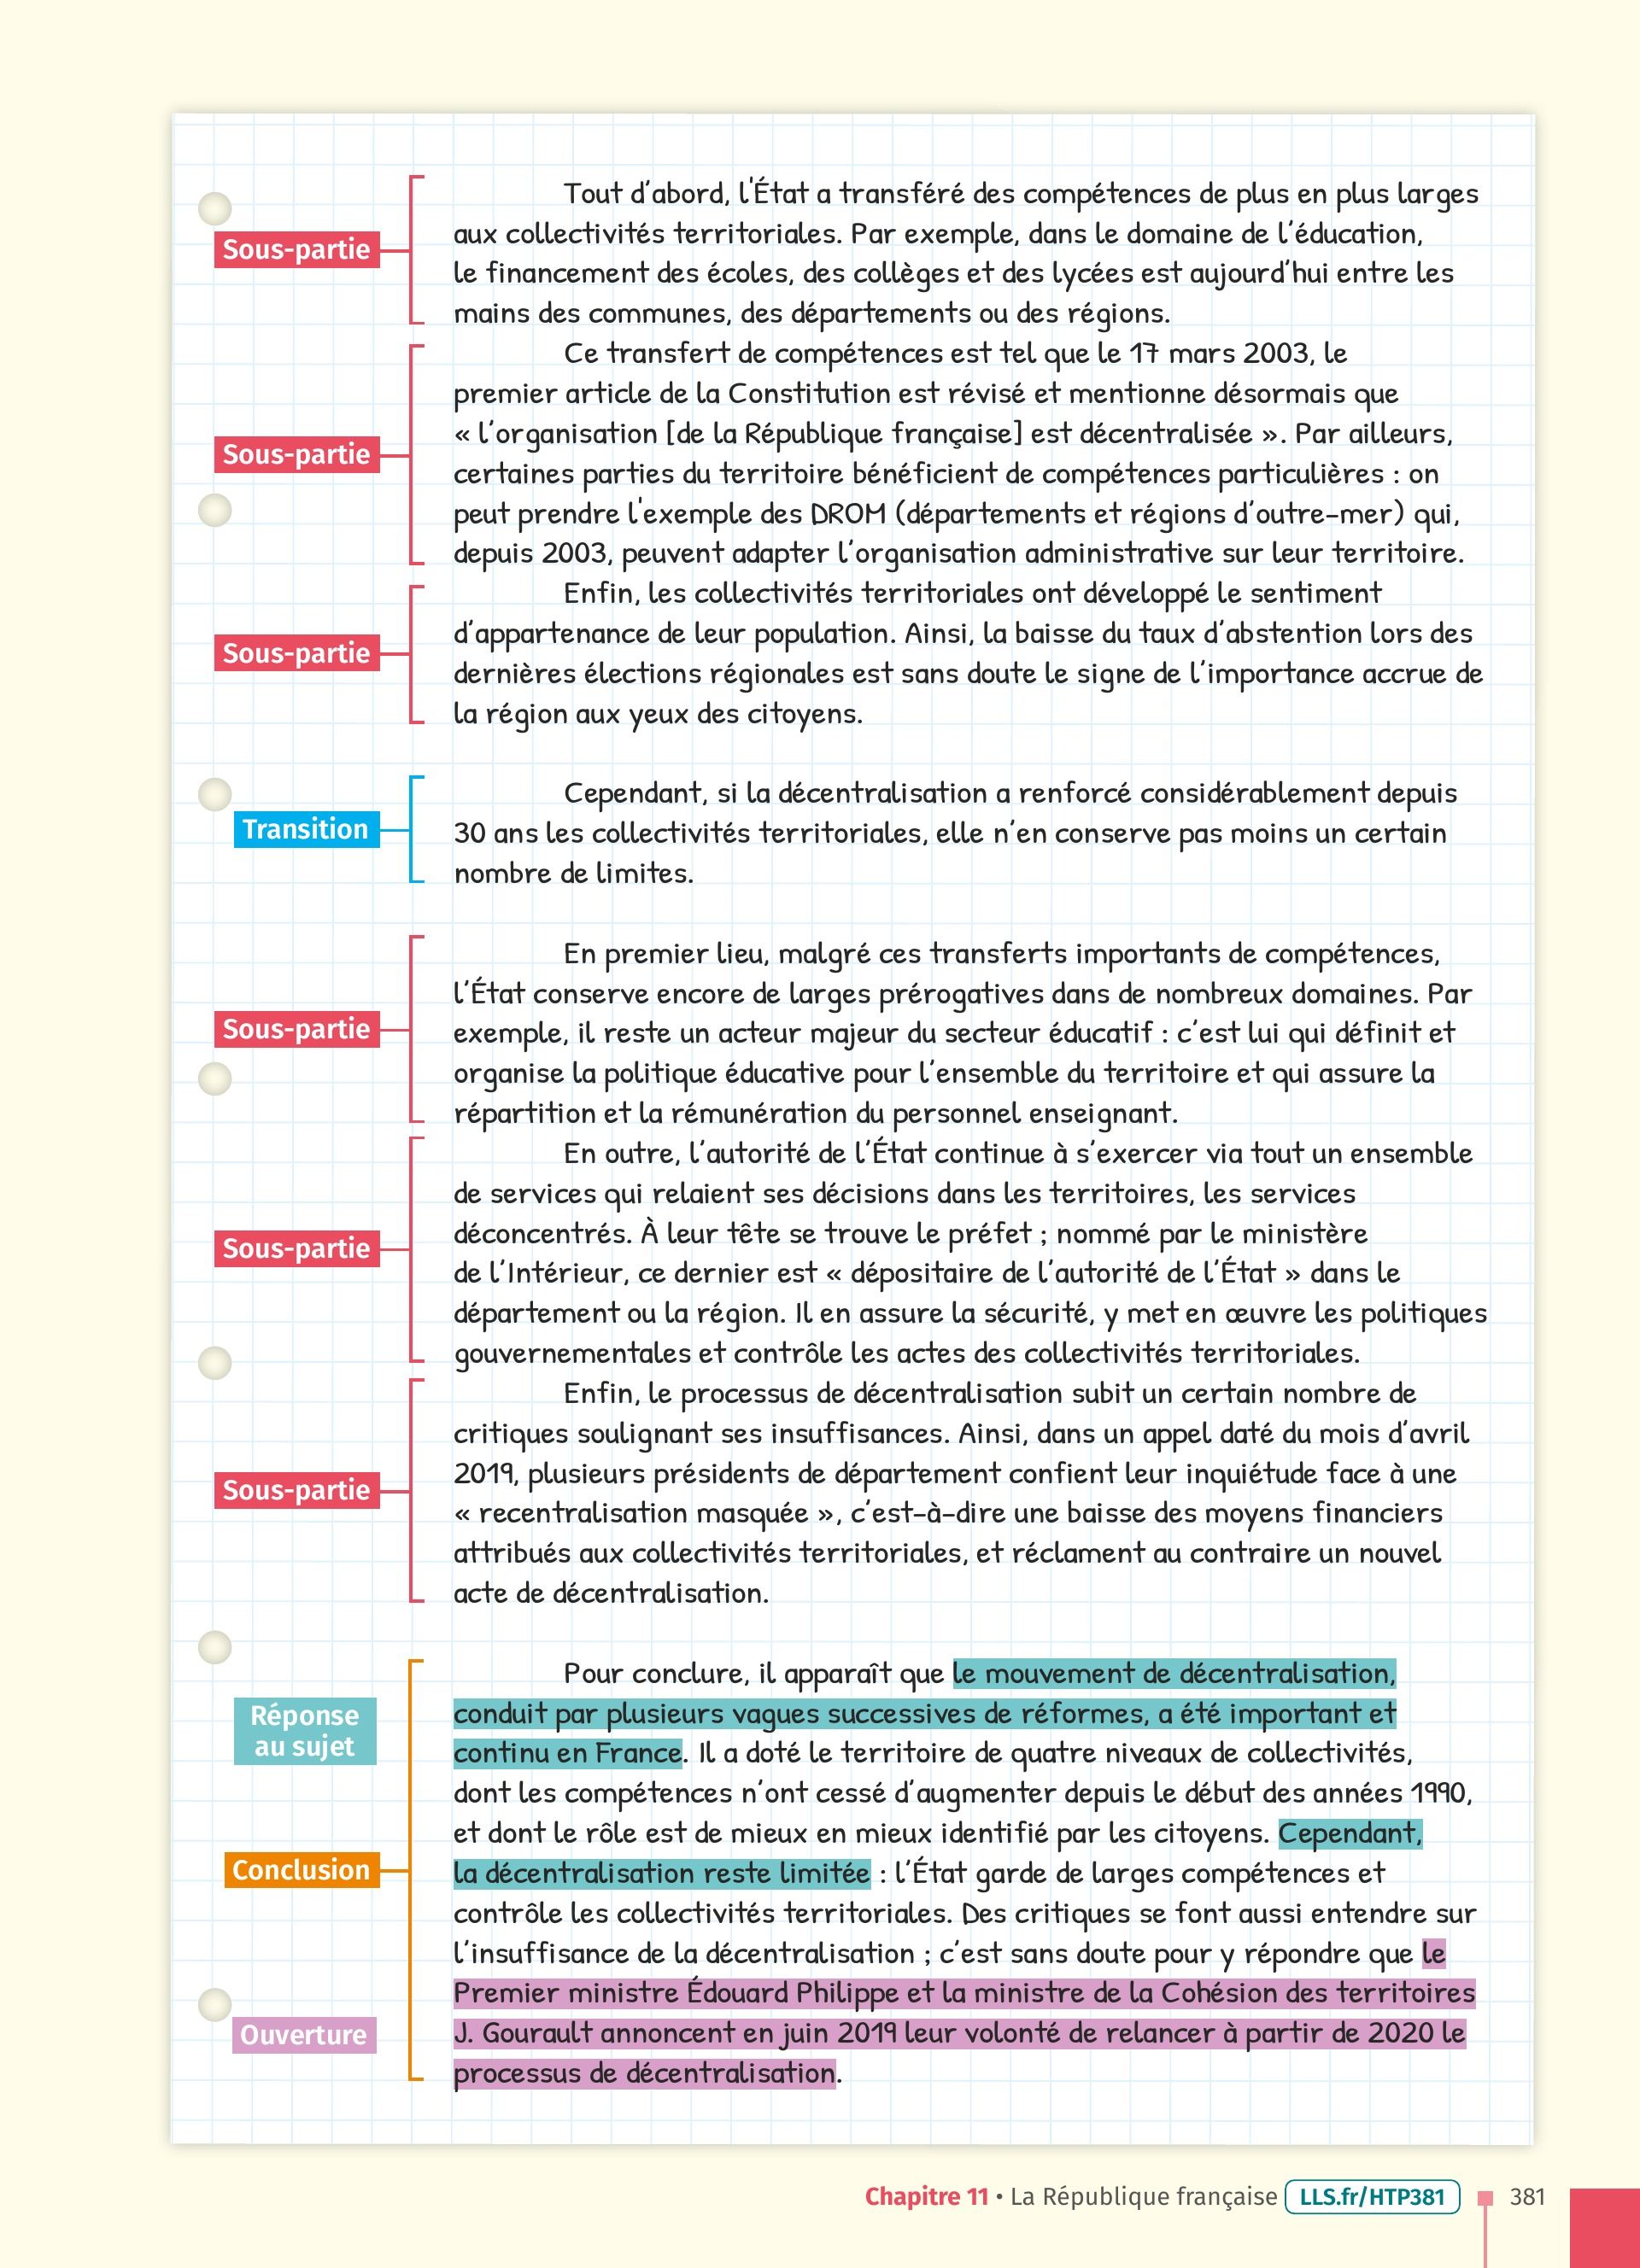 Tout d'abord, l'État a transféré des compétences de plus en plus larges
Sous-partie
aux collectivités territoriales. Par exemple, dans le domaine de l'éducation,
le financement des écoles, des collèges et des lycées est aujourd'hui entre les
mains des communes, des départements ou des régions.
Ce transfert de compétences est tel que le 17 mars 2003, le
premier article de la Constitution est révisé et mentionne désormais que
« l'organisation [de la République française] est décentralisée ». Par ailleurs,
Sous-partie
certaines parties du territoire bénéficient de compétences particulières : on
peut prendre l'exemple des DROM (départements et régions d'outre-mer) qui,
depuis 2003, peuvent adapter l'organisation administrative sur leur territoire.
Enfin, les collectivités territoriales ont développé le sentiment
d'appartenance de leur population. Ainsi, la baisse du taux d'abstention lors des
Sous-partie
dernières élections régionales est sans doute le signe de l'importance accrue de
la région aux yeux des citoyens.
Cependant, si la décentralisation a renforcé considérablement depuis
Transition
30 ans les collectivités territoriales, elle n'en conserve pas moins un certain
nombre de limites.
En premier lieu, malgré ces transferts importants de compétences,
l'État conserve encore de larges prérogatives dans de nombreux domaines. Par
Sous-partie
exemple, il reste un acteur majeur du secteur éducatif : c'est lui qui définit et
organise la politique éducative pour l'ensemble du territoire et qui assure la
répartition et la rémunération du personnel enseignant.
En outre, l'autorité de l'État continue à s'exercer via tout un ensemble
de services qui relaient ses décisions dans les territoires, les services
déconcentrés. À leur tête se trouve le préfet ; nommé par le ministère
Sous-partie
de l'Intérieur, ce dernier est « dépositaire de l'autorité de l'État » dans le
département ou la région. Il en assure la sécurité, y met en œuvre les politiques
gouvernementales et contrôle les actes des collectivités territoriales.
Enfin, le processus de décentralisation subit un certain nombre de
critiques soulignant ses insuffisances. Ainsi, dans un appel daté du mois d'avril
2019, plusieurs présidents de département confient leur inquiétude face à une
Sous-partie
« recentralisation masquée », c'est-à-dire une baisse des moyens financiers
attribués aux collectivités territoriales, et réclament au contraire un nouvel
acte de décentralisation.
Pour conclure, il apparaît que le mouvement de décentralisation,
Réponse
au sujet
conduit par plusieurs vagues successives de réformes, a été important et
continu en France. Il a doté le territoire de quatre niveaux de collectivités,
dont les compétences n'ont cessé d'augmenter depuis le début des années 1990,
et dont le rôle est de mieux en mieux identifié par les citoyens. Cependant,
Conclusion
la décentralisation reste limitée : l'État garde de larges compétences et
contrôle les collectivités territoriales. Des critiques se font aussi entendre sur
l'insuffisance de la décentralisation ; c'est sans doute pour y répondre que le
Premier ministre Édouard Philippe et la ministre de la Cohésion des territoires
Ouverture
J. Gourault annoncent en juin 2019 leur volonté de relancer à partir de 2020 le
processus de décentralisation.
Chapitre 11 • La République française LLS.fr/HTP381 381